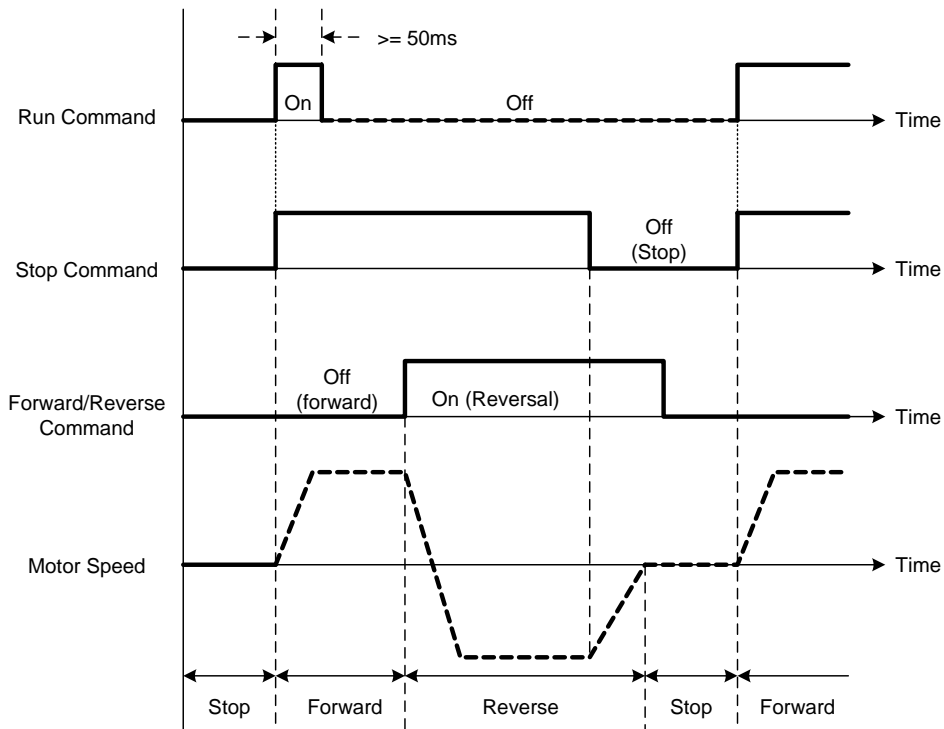 >= 50ms
Run Command
On
Off
Time
Stop Command
Off
(Stop)
Time
Forward/Reverse
Command
Off
(forward)
On (Reversal)
Time
Motor Speed
Time
Stop
Forward
Reverse
Stop
Forward